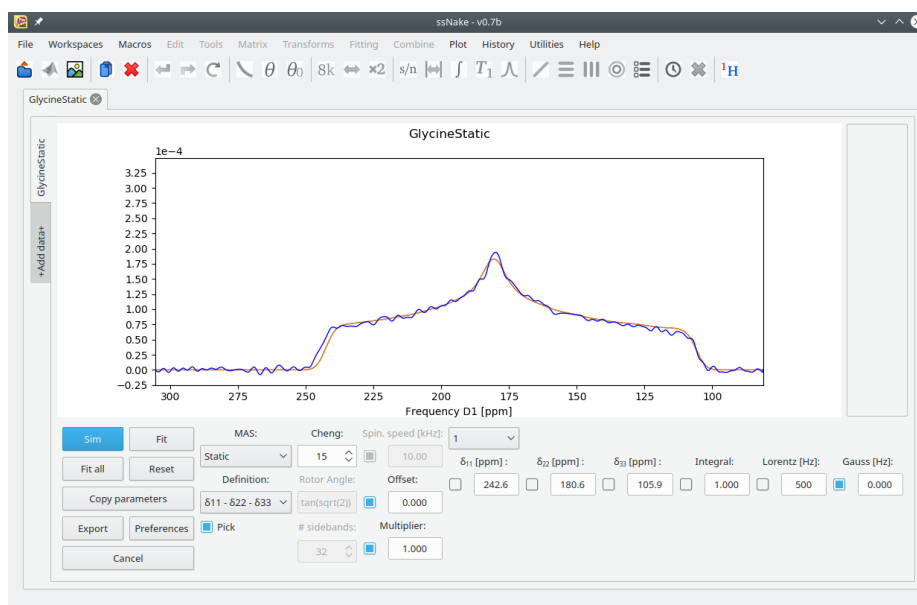 ssNake - v0.7b
File Workspaces Macros Edit Tools Matrix Transforms Fitting Combine Plot History Utilities Help
θ θ₀ 8k ×2 s/n ∫ T₁ ¹H
GlycineStatic
GlycineStatic
+Add data+
GlycineStatic
1e−4
3.25
3.00
2.75
2.50
2.25
2.00
1.75
1.50
1.25
1.00
0.75
0.50
0.25
0.00
−0.25
300 275 250 225 200 175 150 125 100
Frequency D1 [ppm]
Sim Fit MAS: Cheng: Spin. speed [kHz]: 1
Static 15 10.00
Fit all Reset δ₁₁ [ppm] : δ₂₂ [ppm] : δ₃₃ [ppm] : Integral: Lorentz [Hz]: Gauss [Hz]:
Definition: Rotor Angle: Offset: 242.6 180.6 105.9 1.000 500 0.000
Copy parameters δ11 - δ22 - δ33 tan(sqrt(2)) 0.000
Export Preferences Pick # sidebands: Multiplier:
32 1.000
Cancel